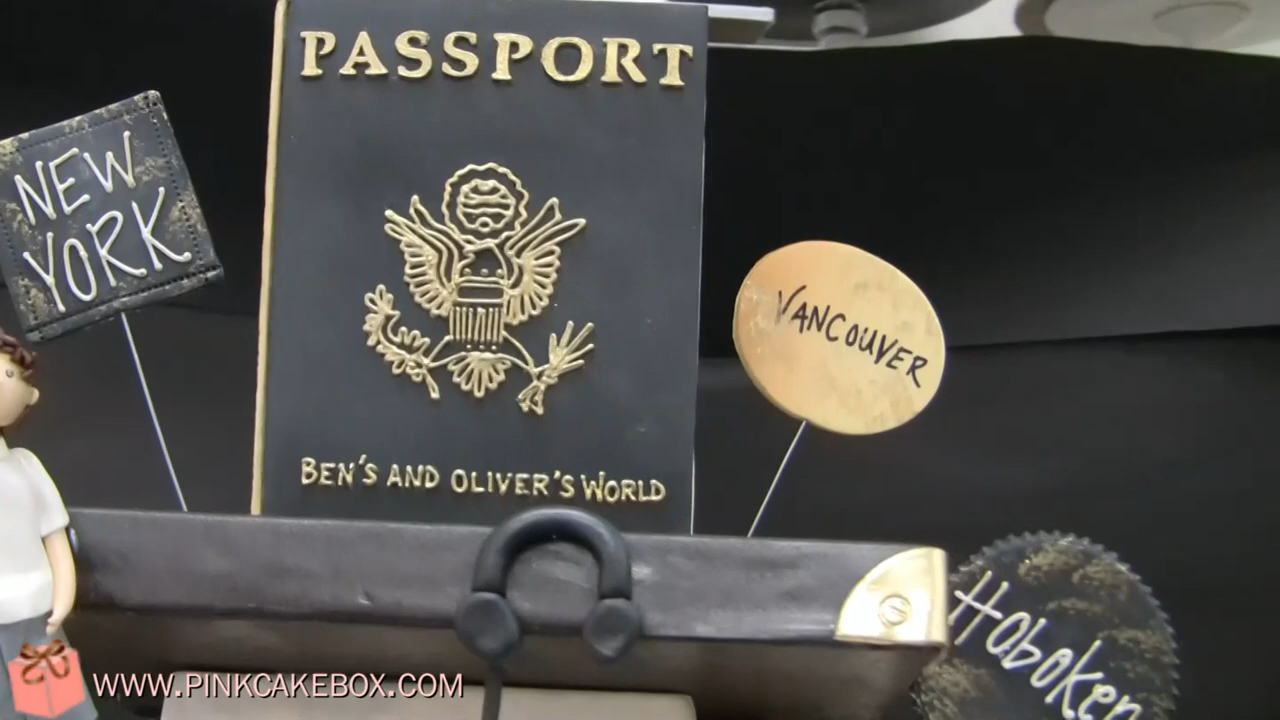 PASSPORT
NEW
YORK
VANCOUVER
BEN'S AND OLIVER'S WORLD
Hoboken
WWW.PINKCAKEBOX.COM